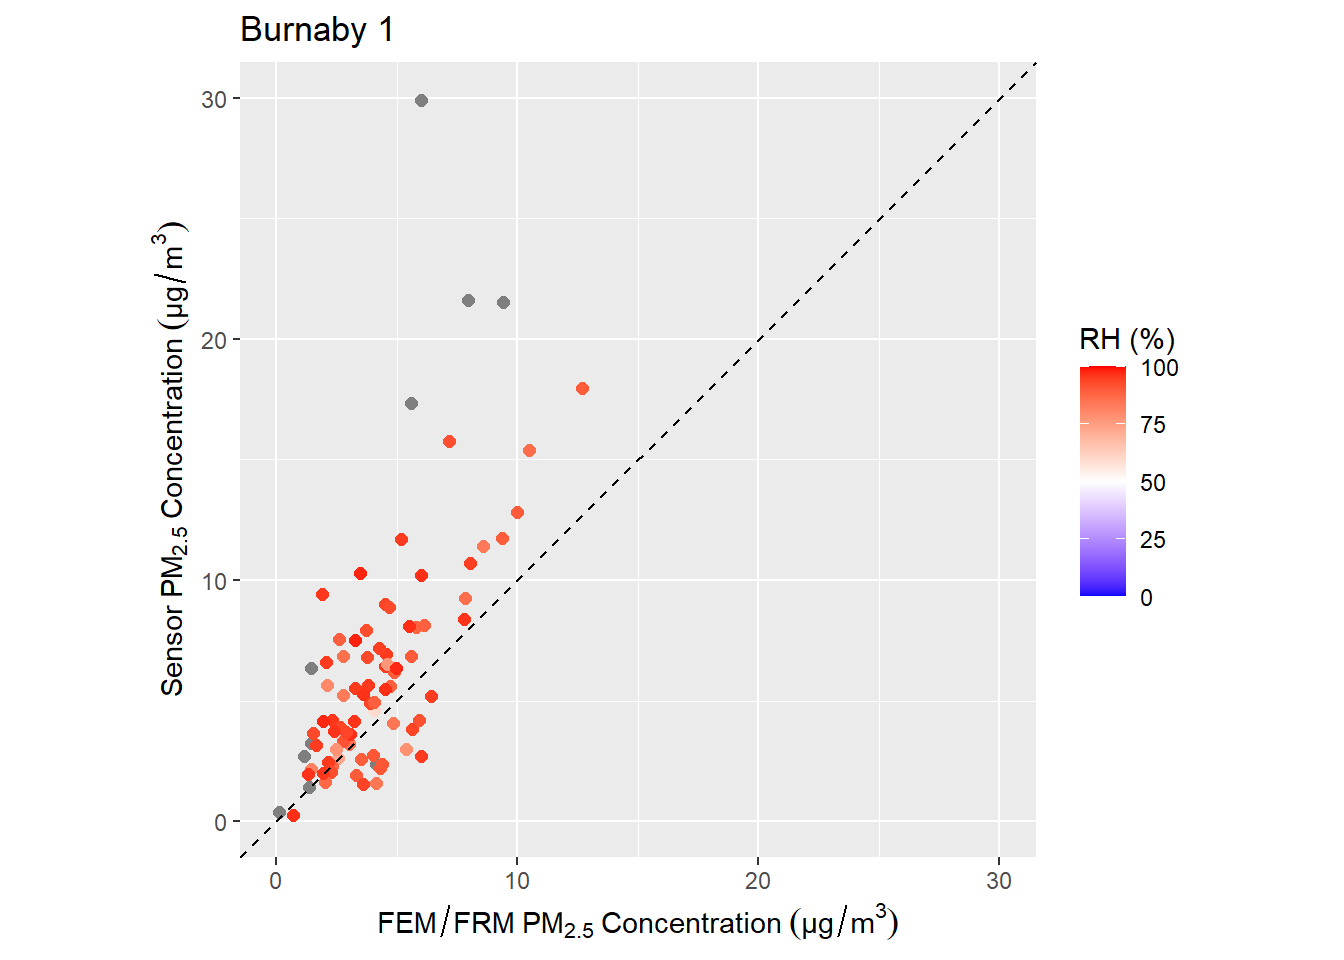 Burnaby 1
30
20
10
0
Sensor PM2.5 Concentration (μg/m3)
0 10 20 30
FEM/FRM PM2.5 Concentration (μg/m3)
RH (%)
100
75
50
25
0